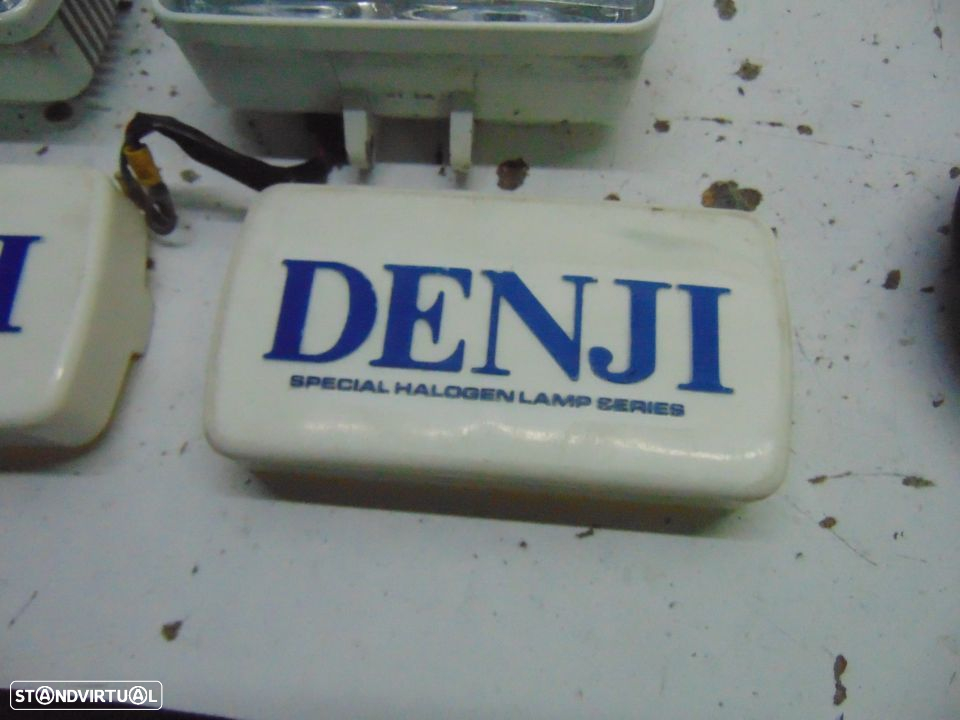 I
DENJI
SPECIAL HALOGEN LAMP SERIES
STANDVIRTUAL